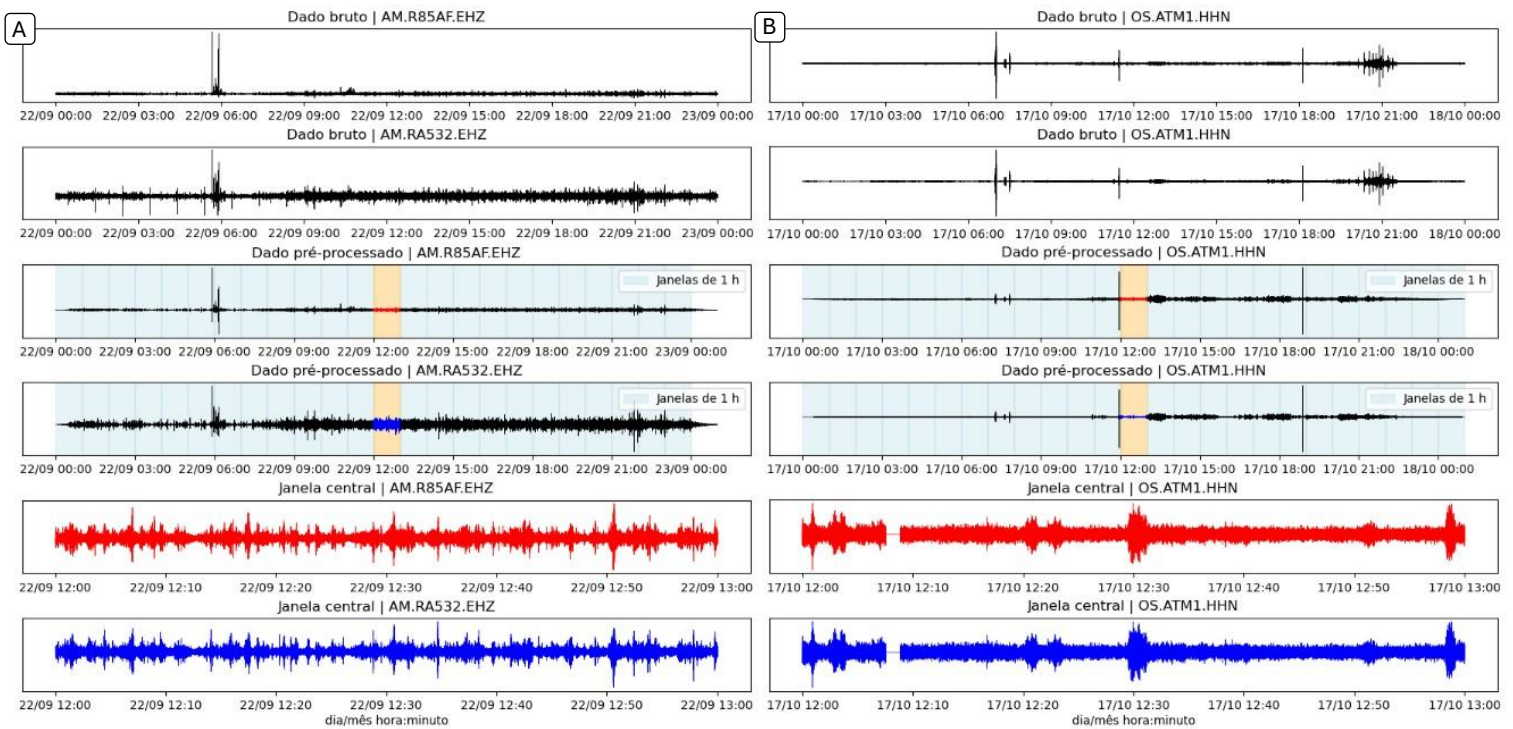 A
Dado bruto | AM.R85AF.EHZ
22/09 00:00 22/09 03:00 22/09 06:00 22/09 09:00 22/09 12:00 22/09 15:00 22/09 18:00 22/09 21:00 23/09 00:00
Dado bruto | AM.RA532.EHZ
22/09 00:00 22/09 03:00 22/09 06:00 22/09 09:00 22/09 12:00 22/09 15:00 22/09 18:00 22/09 21:00 23/09 00:00
Dado pré-processado | AM.R85AF.EHZ
Janelas de 1 h
22/09 00:00 22/09 03:00 22/09 06:00 22/09 09:00 22/09 12:00 22/09 15:00 22/09 18:00 22/09 21:00 23/09 00:00
Dado pré-processado | AM.RA532.EHZ
Janelas de 1 h
22/09 00:00 22/09 03:00 22/09 06:00 22/09 09:00 22/09 12:00 22/09 15:00 22/09 18:00 22/09 21:00 23/09 00:00
Janela central | AM.R85AF.EHZ
22/09 12:00 22/09 12:10 22/09 12:20 22/09 12:30 22/09 12:40 22/09 12:50 22/09 13:00
Janela central | AM.RA532.EHZ
22/09 12:00 22/09 12:10 22/09 12:20 22/09 12:30 22/09 12:40 22/09 12:50 22/09 13:00
dia/mês hora:minuto
B
Dado bruto | OS.ATM1.HHN
17/10 00:00 17/10 03:00 17/10 06:00 17/10 09:00 17/10 12:00 17/10 15:00 17/10 18:00 17/10 21:00 18/10 00:00
Dado bruto | OS.ATM1.HHN
17/10 00:00 17/10 03:00 17/10 06:00 17/10 09:00 17/10 12:00 17/10 15:00 17/10 18:00 17/10 21:00 18/10 00:00
Dado pré-processado | OS.ATM1.HHN
Janelas de 1 h
17/10 00:00 17/10 03:00 17/10 06:00 17/10 09:00 17/10 12:00 17/10 15:00 17/10 18:00 17/10 21:00 18/10 00:00
Dado pré-processado | OS.ATM1.HHN
Janelas de 1 h
17/10 00:00 17/10 03:00 17/10 06:00 17/10 09:00 17/10 12:00 17/10 15:00 17/10 18:00 17/10 21:00 18/10 00:00
Janela central | OS.ATM1.HHN
17/10 12:00 17/10 12:10 17/10 12:20 17/10 12:30 17/10 12:40 17/10 12:50 17/10 13:00
Janela central | OS.ATM1.HHN
17/10 12:00 17/10 12:10 17/10 12:20 17/10 12:30 17/10 12:40 17/10 12:50 17/10 13:00
dia/mês hora:minuto